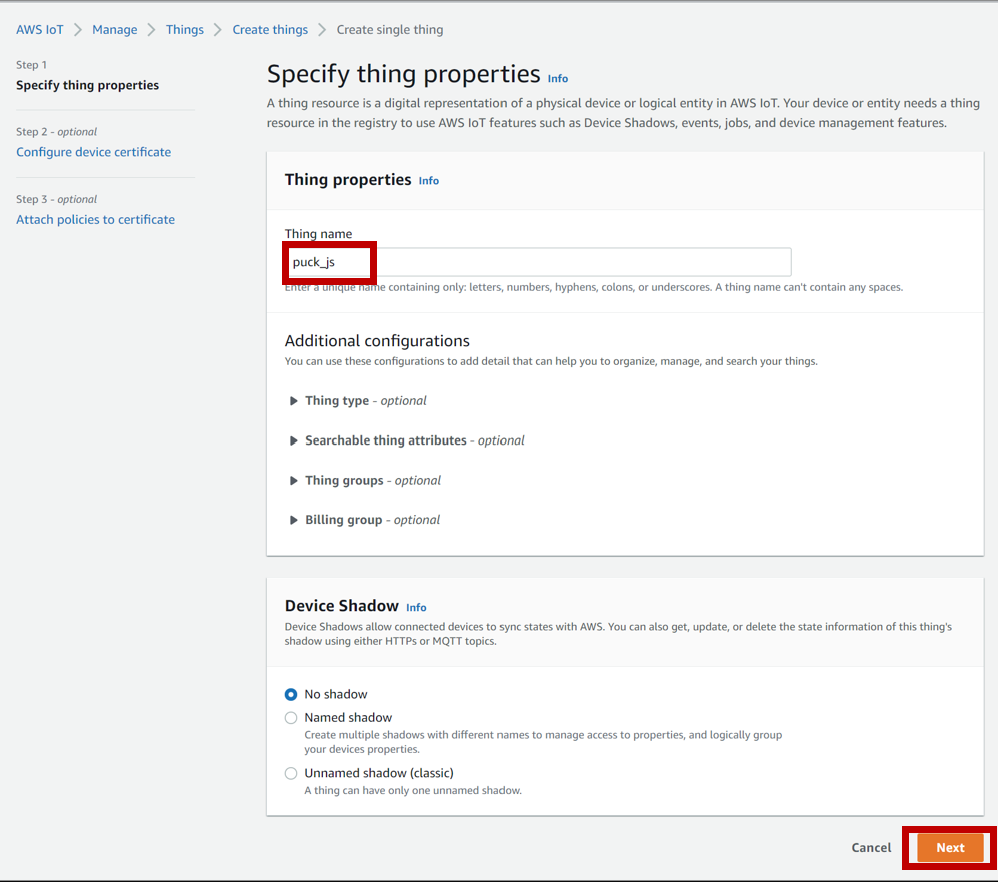 AWS IoT > Manage > Things > Create things > Create single thing
Step 1
Specify thing properties
Step 2 - optional
Configure device certificate
Step 3 - optional
Attach policies to certificate
Specify thing properties Info
A thing resource is a digital representation of a physical device or logical entity in AWS IoT. Your device or entity needs a thing
resource in the registry to use AWS IoT features such as Device Shadows, events, jobs, and device management features.
Thing properties Info
Thing name
puck_js
Enter a unique name containing only: letters, numbers, hyphens, colons, or underscores. A thing name can't contain any spaces.
Additional configurations
You can use these configurations to add detail that can help you to organize, manage, and search your things.
Thing type - optional
Searchable thing attributes - optional
Thing groups - optional
Billing group - optional
Device Shadow Info
Device Shadows allow connected devices to sync states with AWS. You can also get, update, or delete the state information of this thing's
shadow using either HTTPs or MQTT topics.
No shadow
Named shadow
Create multiple shadows with different names to manage access to properties, and logically group
your devices properties.
Unnamed shadow (classic)
A thing can have only one unnamed shadow.
Cancel Next